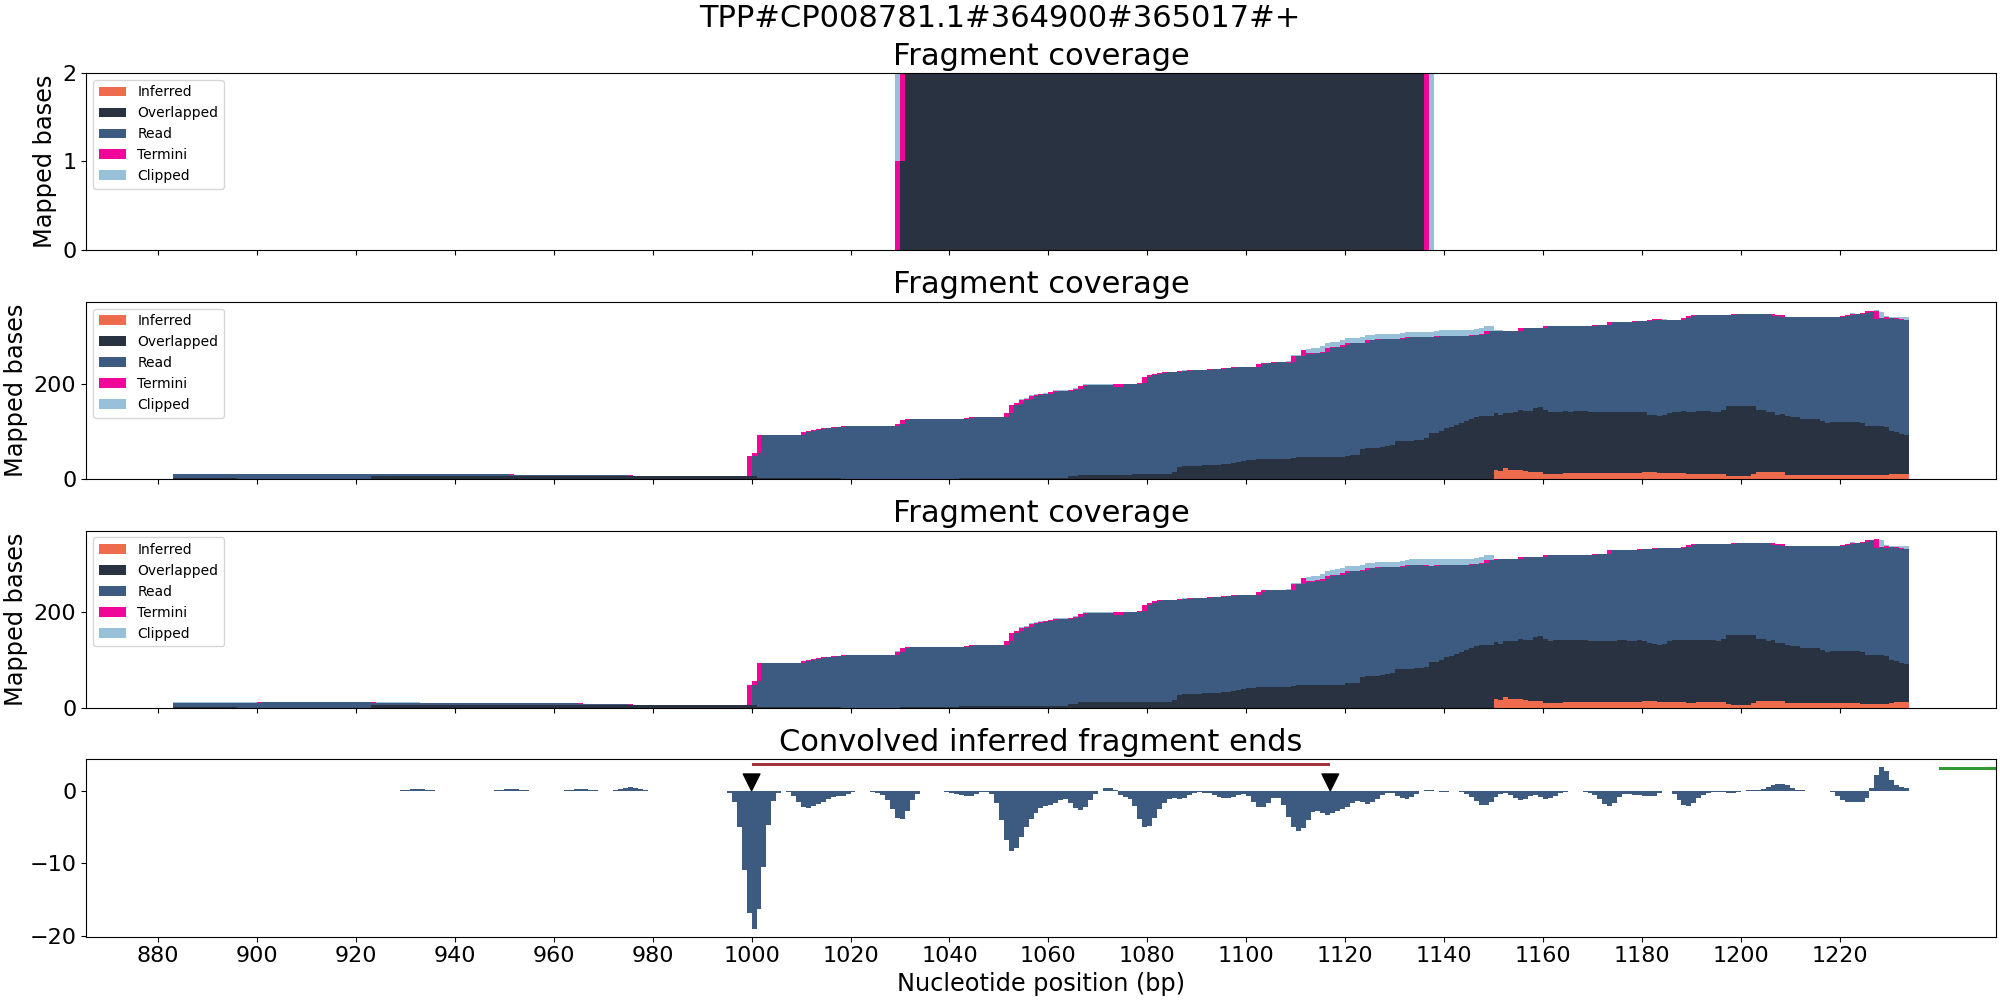 TPP#CP008781.1#364900#365017#+
Fragment coverage
Mapped bases
2
1
0
Inferred
Overlapped
Read
Termini
Clipped
Fragment coverage
Mapped bases
200
0
Inferred
Overlapped
Read
Termini
Clipped
Fragment coverage
Mapped bases
200
0
Inferred
Overlapped
Read
Termini
Clipped
Convolved inferred fragment ends
0
−10
−20
880 900 920 940 960 980 1000 1020 1040 1060 1080 1100 1120 1140 1160 1180 1200 1220
Nucleotide position (bp)